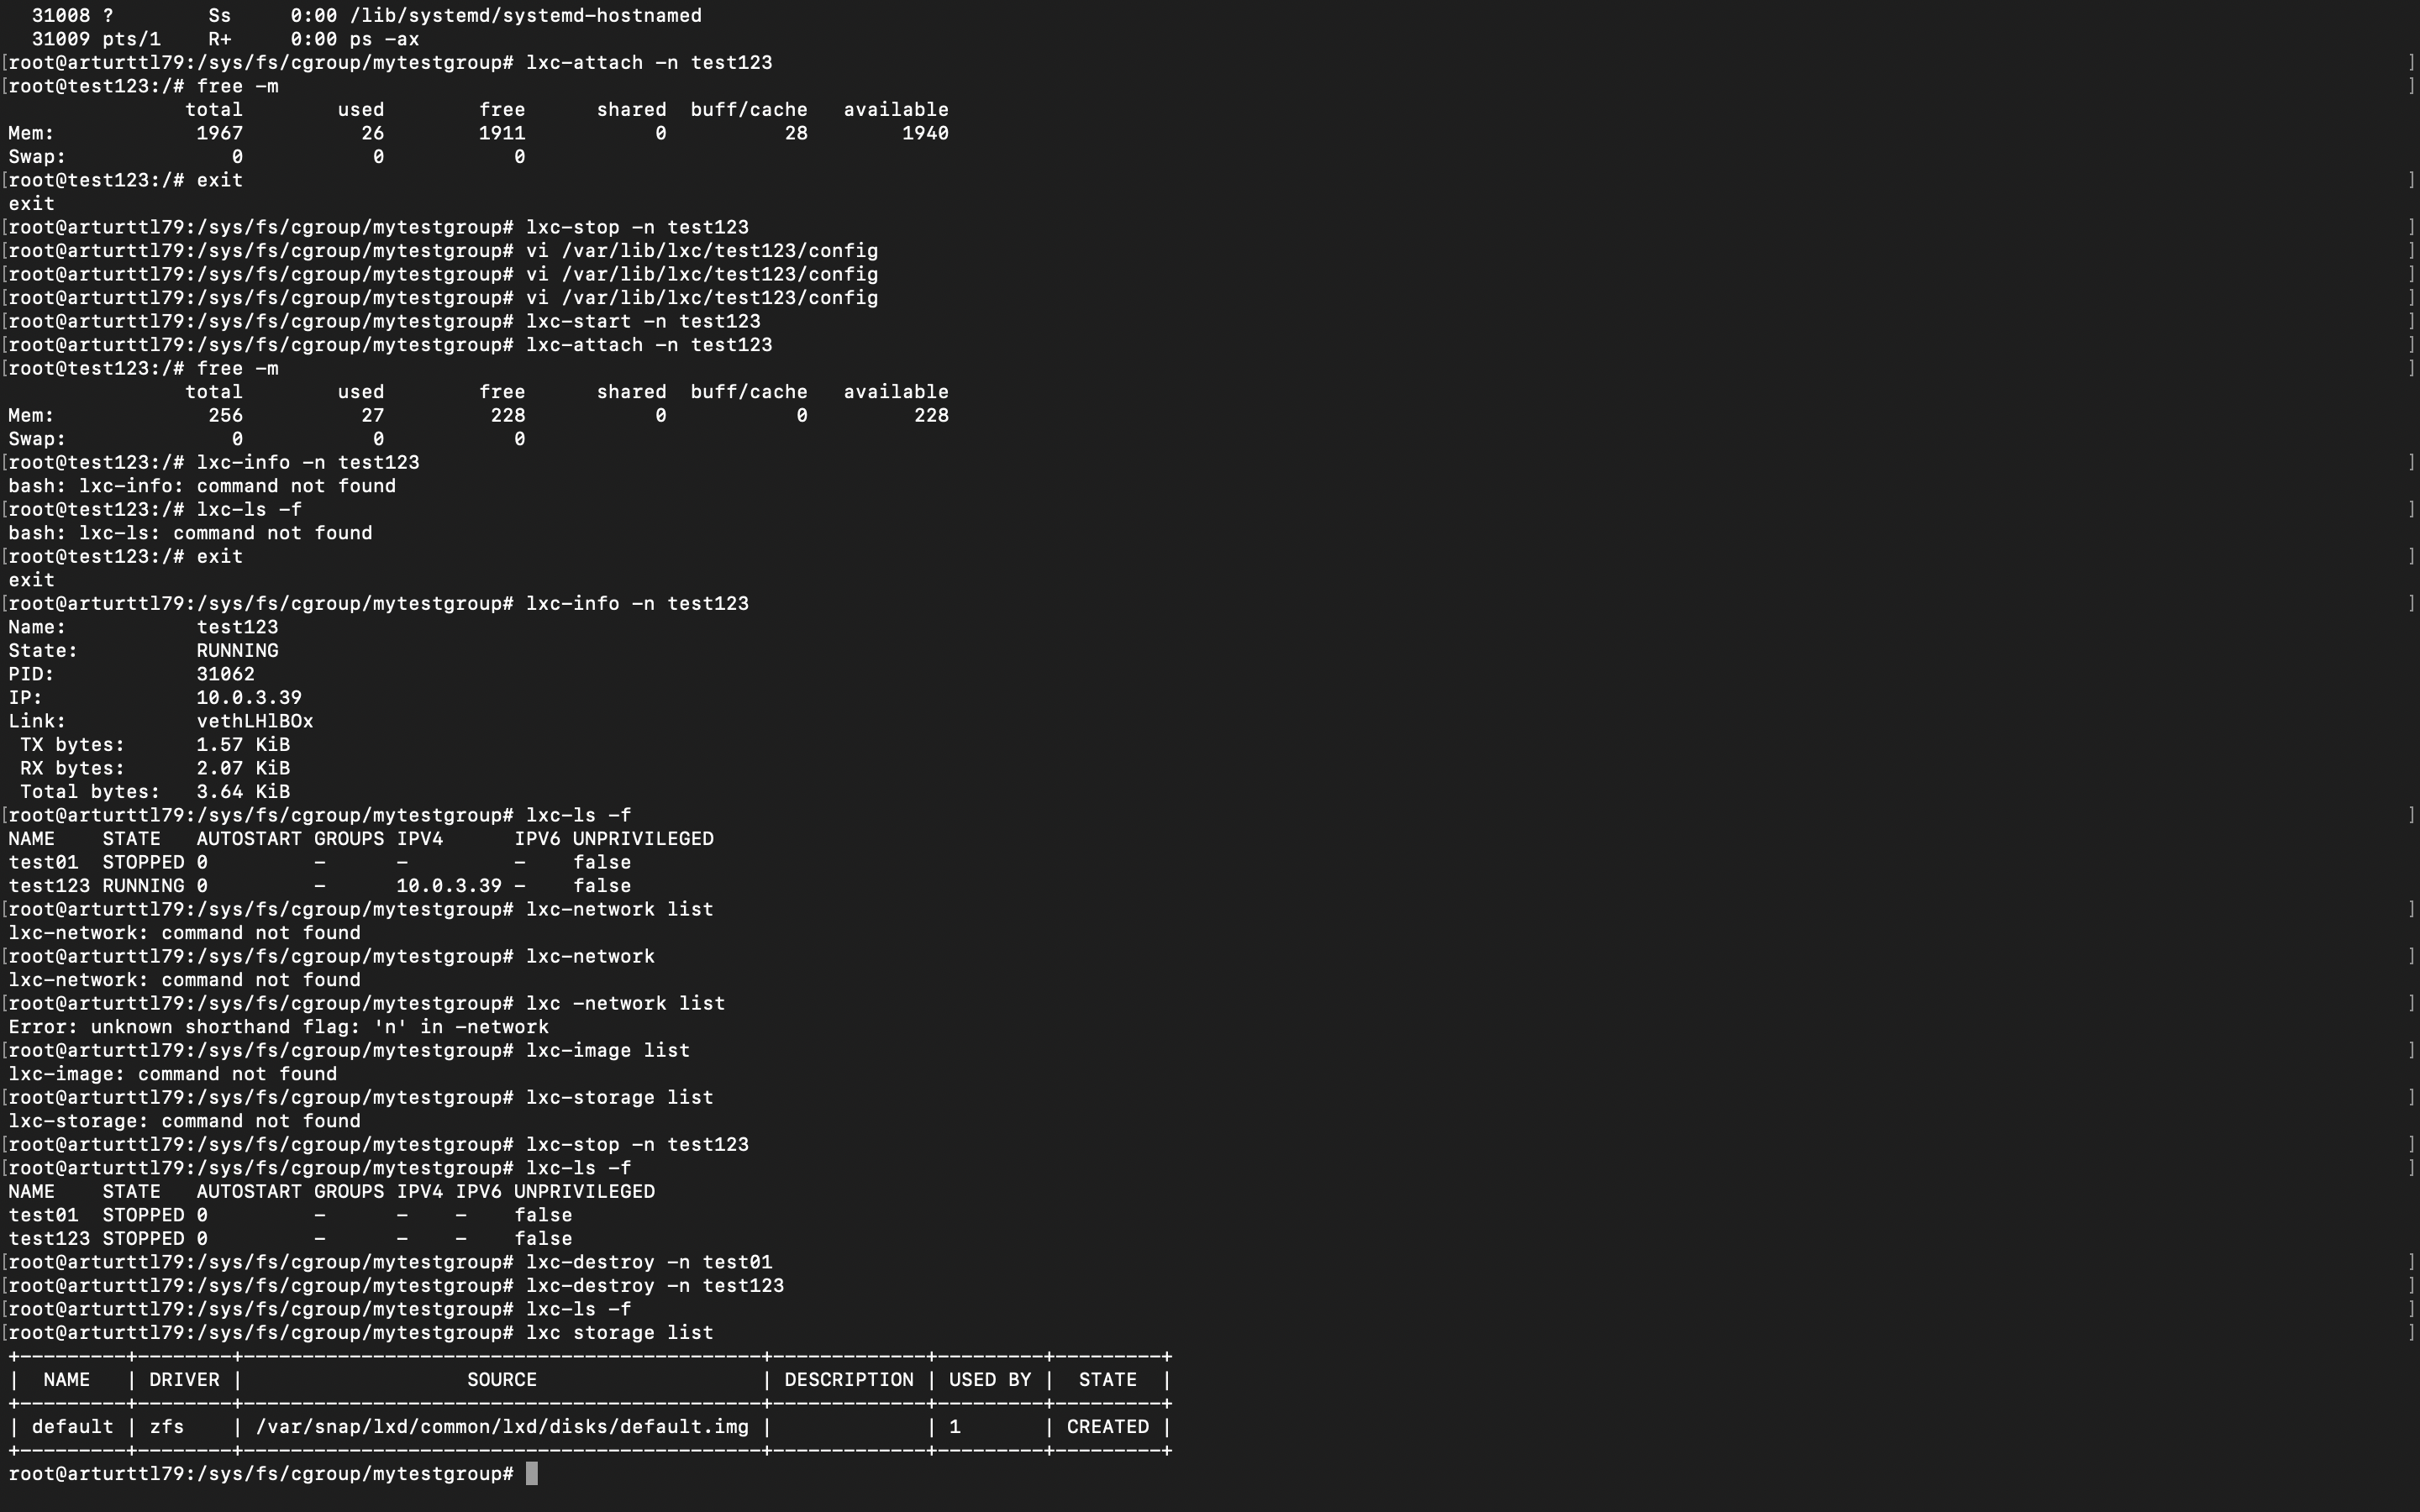 31008 ?        Ss     0:00 /lib/systemd/systemd-hostnamed
31009 pts/1    R+     0:00 ps -ax
[root@arturttl79:/sys/fs/cgroup/mytestgroup# lxc-attach -n test123 ]
[root@test123:/# free -m ]
               total        used        free      shared  buff/cache   available
Mem:            1967          26        1911           0          28        1940
Swap:              0           0           0
[root@test123:/# exit ]
exit
[root@arturttl79:/sys/fs/cgroup/mytestgroup# lxc-stop -n test123 ]
[root@arturttl79:/sys/fs/cgroup/mytestgroup# vi /var/lib/lxc/test123/config ]
[root@arturttl79:/sys/fs/cgroup/mytestgroup# vi /var/lib/lxc/test123/config ]
[root@arturttl79:/sys/fs/cgroup/mytestgroup# vi /var/lib/lxc/test123/config ]
[root@arturttl79:/sys/fs/cgroup/mytestgroup# lxc-start -n test123 ]
[root@arturttl79:/sys/fs/cgroup/mytestgroup# lxc-attach -n test123 ]
[root@test123:/# free -m ]
               total        used        free      shared  buff/cache   available
Mem:             256          27         228           0           0         228
Swap:              0           0           0
[root@test123:/# lxc-info -n test123 ]
bash: lxc-info: command not found
[root@test123:/# lxc-ls -f ]
bash: lxc-ls: command not found
[root@test123:/# exit ]
exit
[root@arturttl79:/sys/fs/cgroup/mytestgroup# lxc-info -n test123 ]
Name:           test123
State:          RUNNING
PID:            31062
IP:             10.0.3.39
Link:           vethLHlBOx
 TX bytes:      1.57 KiB
 RX bytes:      2.07 KiB
 Total bytes:   3.64 KiB
[root@arturttl79:/sys/fs/cgroup/mytestgroup# lxc-ls -f ]
NAME    STATE   AUTOSTART GROUPS IPV4      IPV6 UNPRIVILEGED
test01  STOPPED 0         -      -         -    false
test123 RUNNING 0         -      10.0.3.39 -    false
[root@arturttl79:/sys/fs/cgroup/mytestgroup# lxc-network list ]
lxc-network: command not found
[root@arturttl79:/sys/fs/cgroup/mytestgroup# lxc-network ]
lxc-network: command not found
[root@arturttl79:/sys/fs/cgroup/mytestgroup# lxc -network list ]
Error: unknown shorthand flag: 'n' in -network
[root@arturttl79:/sys/fs/cgroup/mytestgroup# lxc-image list ]
lxc-image: command not found
[root@arturttl79:/sys/fs/cgroup/mytestgroup# lxc-storage list ]
lxc-storage: command not found
[root@arturttl79:/sys/fs/cgroup/mytestgroup# lxc-stop -n test123 ]
[root@arturttl79:/sys/fs/cgroup/mytestgroup# lxc-ls -f ]
NAME    STATE   AUTOSTART GROUPS IPV4 IPV6 UNPRIVILEGED
test01  STOPPED 0         -      -    -    false
test123 STOPPED 0         -      -    -    false
[root@arturttl79:/sys/fs/cgroup/mytestgroup# lxc-destroy -n test01 ]
[root@arturttl79:/sys/fs/cgroup/mytestgroup# lxc-destroy -n test123 ]
[root@arturttl79:/sys/fs/cgroup/mytestgroup# lxc-ls -f ]
[root@arturttl79:/sys/fs/cgroup/mytestgroup# lxc storage list ]
+---------+--------+--------------------------------------------+-------------+---------+---------+
|  NAME   | DRIVER |                   SOURCE                   | DESCRIPTION | USED BY |  STATE  |
+---------+--------+--------------------------------------------+-------------+---------+---------+
| default | zfs    | /var/snap/lxd/common/lxd/disks/default.img |             | 1       | CREATED |
+---------+--------+--------------------------------------------+-------------+---------+---------+
root@arturttl79:/sys/fs/cgroup/mytestgroup#